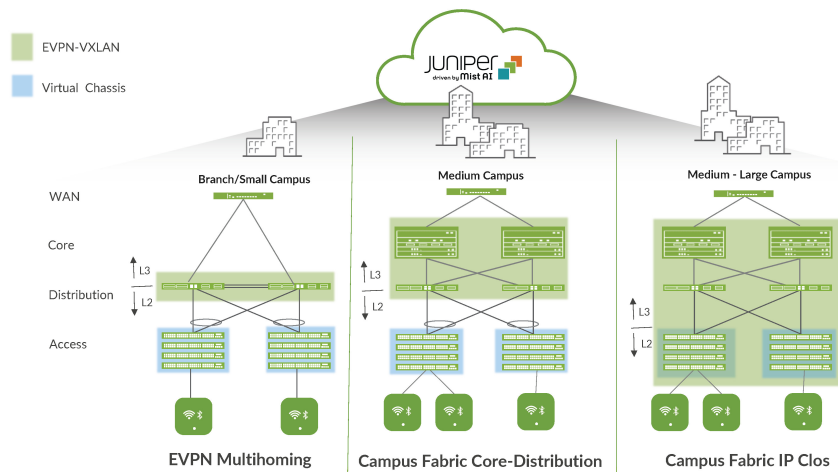 JUNIPEr
driven by Mist AI
EVPN-VXLAN
Virtual Chassis
Branch/Small Campus
Medium Campus
Medium - Large Campus
WAN
Core
L3
Distribution
L2
L3
L2
L3
L2
Access
EVPN Multihoming
Campus Fabric Core-Distribution
Campus Fabric IP Clos